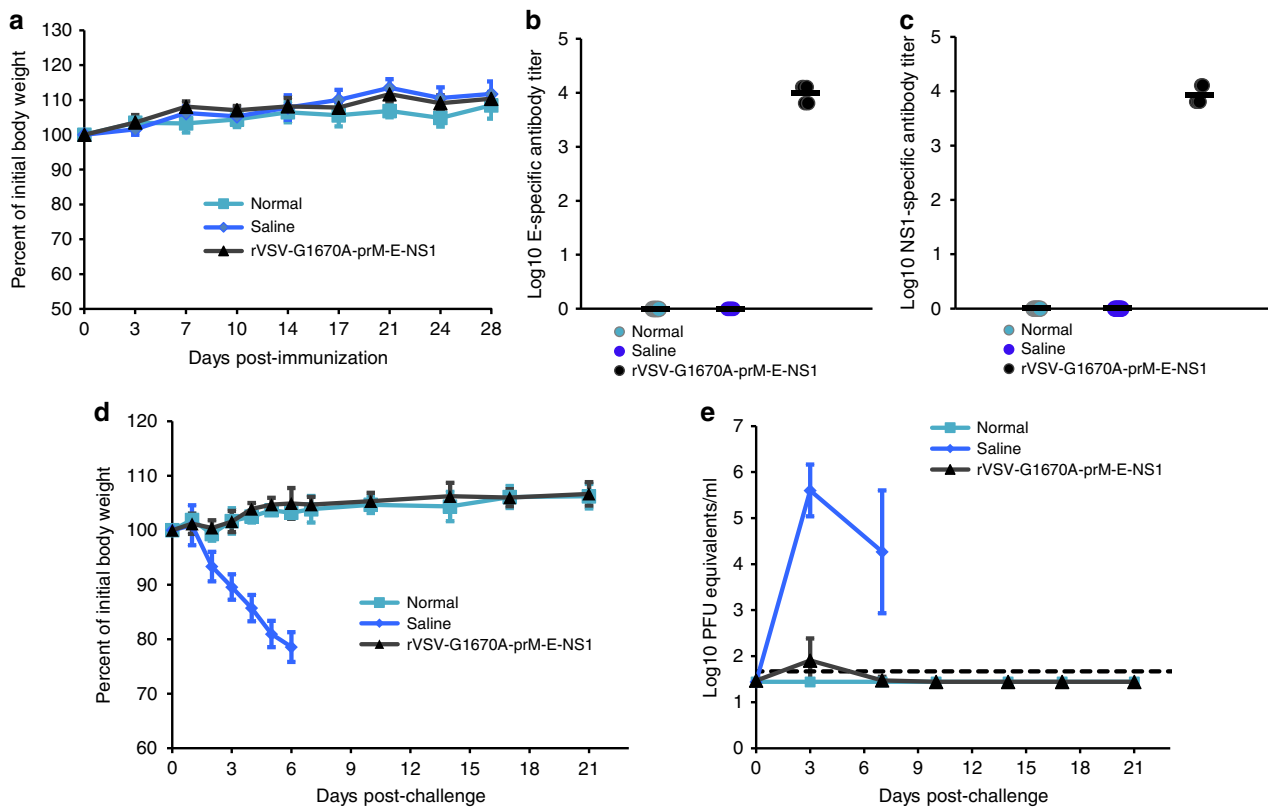 a
Percent of initial body weight
130
110
100
90
80
70
60
50
0 3 7 10 14 17 21 24 28
Days post-immunization
Normal
Saline
rVSV-G1670A-prM-E-NS1
b
Log10 E-specific antibody titer
5
4
3
2
1
0
Normal
Saline
rVSV-G1670A-prM-E-NS1
c
Log10 NS1-specific antibody titer
5
4
3
2
1
0
Normal
Saline
rVSV-G1670A-prM-E-NS1
d
Percent of initial body weight
120
110
100
90
80
70
60
0 3 6 9 12 15 18 21
Days post-challenge
Normal
Saline
rVSV-G1670A-prM-E-NS1
e
Log10 PFU equivalents/ml
7
6
5
4
3
2
1
0
0 3 6 9 12 15 18 21
Days post-challenge
Normal
Saline
rVSV-G1670A-prM-E-NS1